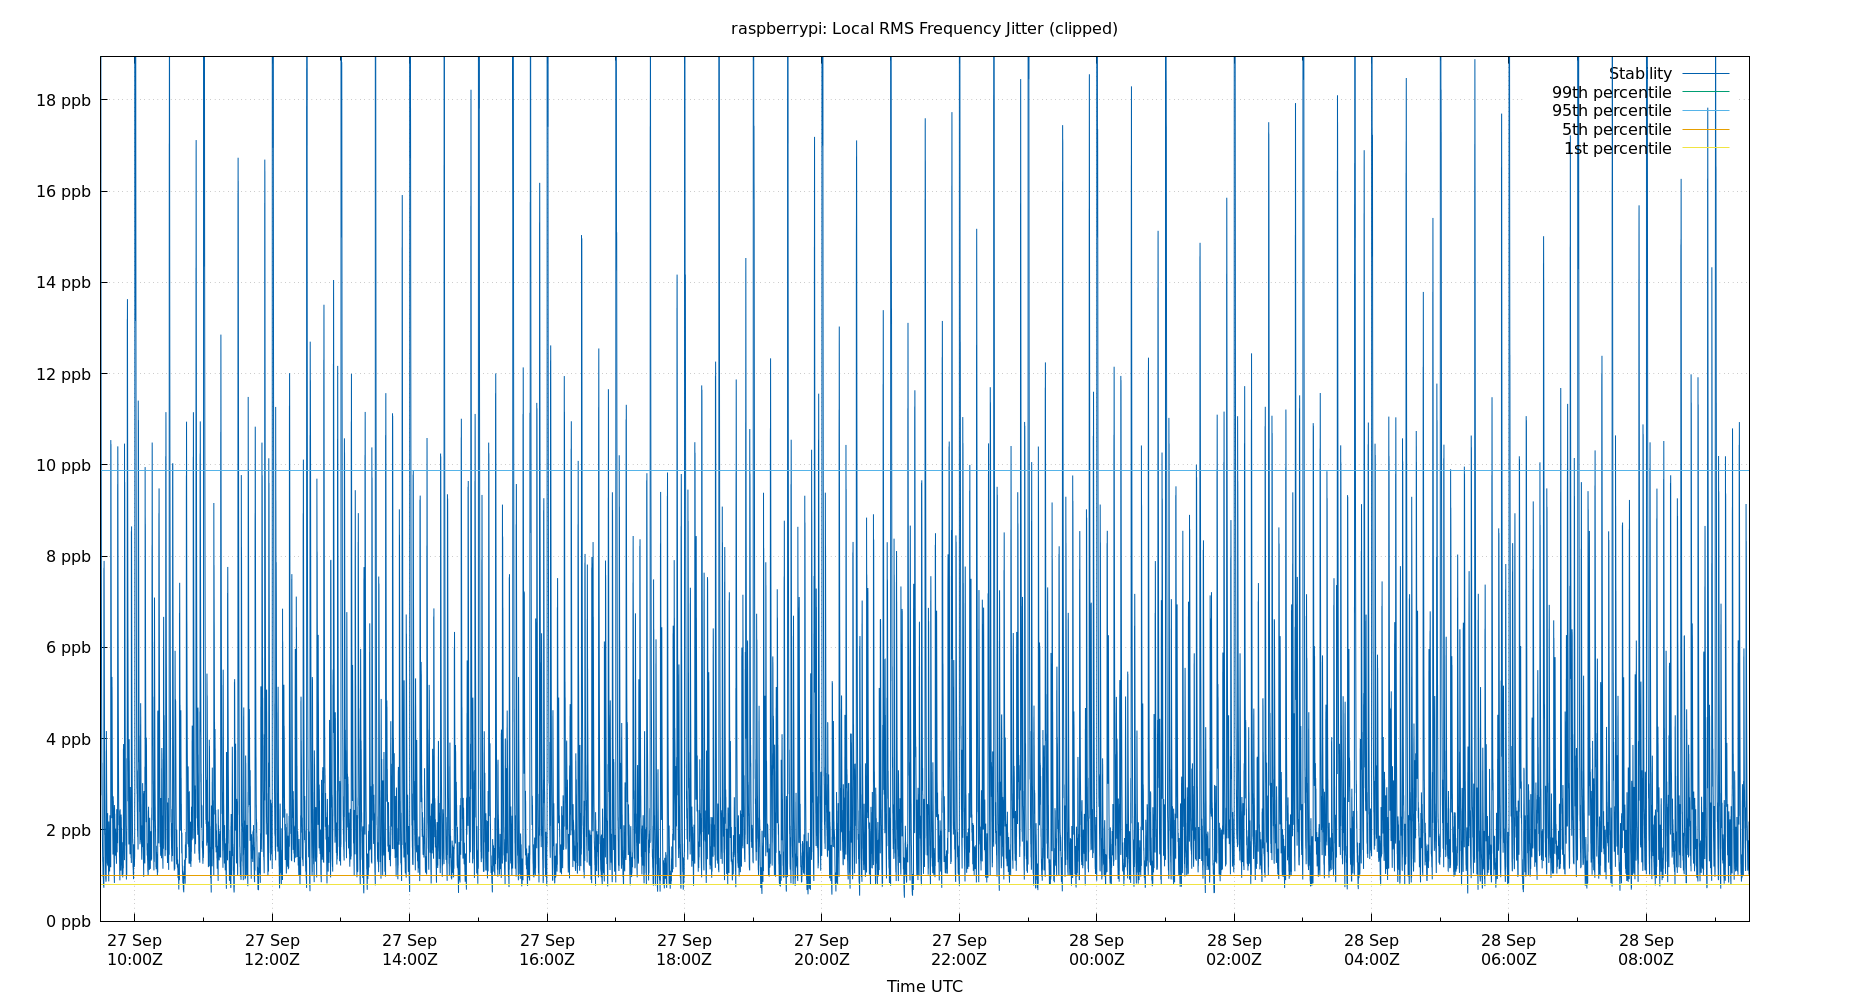 raspberrypi: Local RMS Frequency Jitter (clipped)
Stability
99th percentile
95th percentile
5th percentile
1st percentile
18 ppb
16 ppb
14 ppb
12 ppb
10 ppb
8 ppb
6 ppb
4 ppb
2 ppb
0 ppb
27 Sep 27 Sep 27 Sep 27 Sep 27 Sep 27 Sep 27 Sep 28 Sep 28 Sep 28 Sep 28 Sep 28 Sep
10:00Z 12:00Z 14:00Z 16:00Z 18:00Z 20:00Z 22:00Z 00:00Z 02:00Z 04:00Z 06:00Z 08:00Z
Time UTC